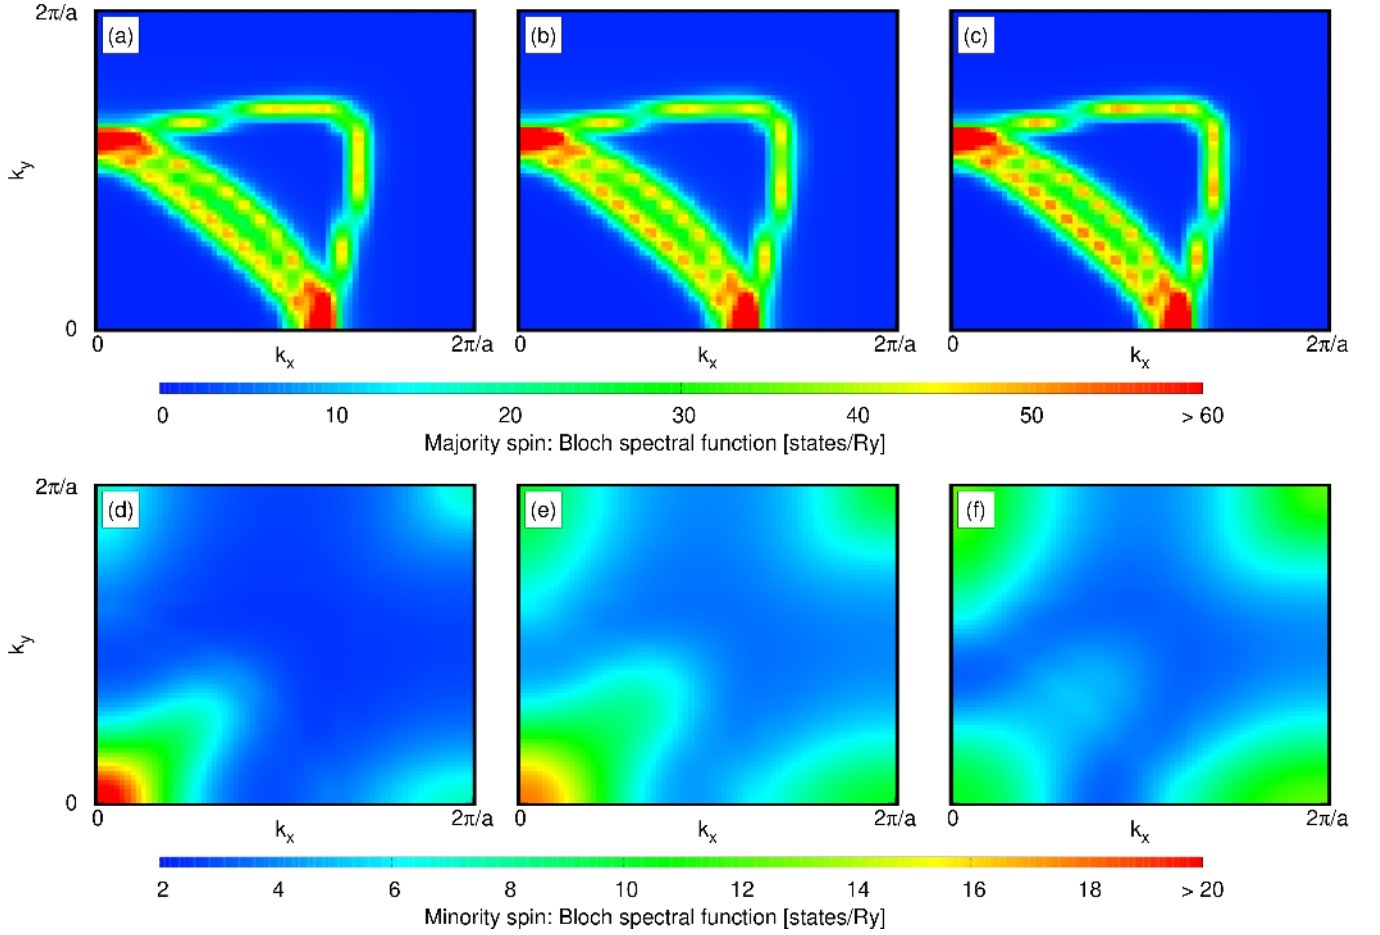 2π/a (a) (b) (c)
k_y
0
0 2π/a 0 2π/a 0 2π/a
k_x k_x k_x
0 10 20 30 40 50 > 60
Majority spin: Bloch spectral function [states/Ry]
2π/a (d) (e) (f)
k_y
0
0 2π/a 0 2π/a 0 2π/a
k_x k_x k_x
2 4 6 8 10 12 14 16 18 > 20
Minority spin: Bloch spectral function [states/Ry]